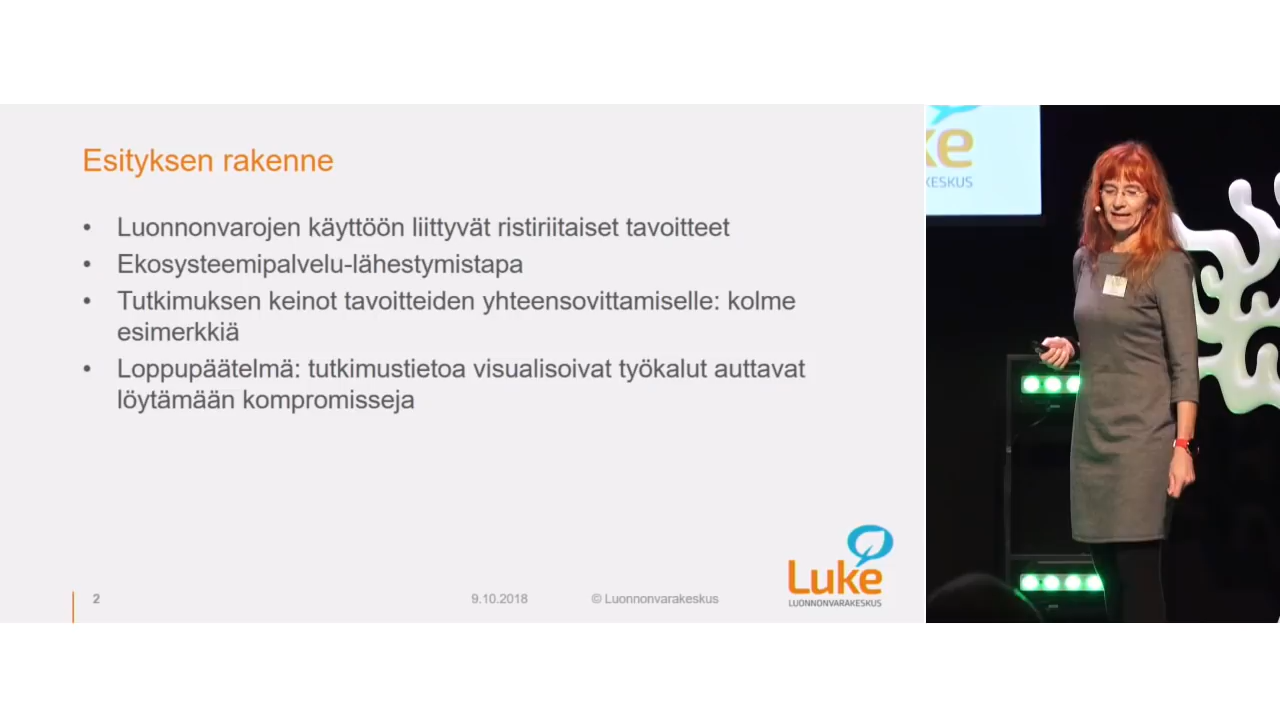 Esityksen rakenne
• Luonnonvarojen käyttöön liittyvät ristiriitaiset tavoitteet
• Ekosysteemipalvelu-lähestymistapa
• Tutkimuksen keinot tavoitteiden yhteensovittamiselle: kolme
esimerkkiä
• Loppupäätelmä: tutkimustietoa visualisoivat työkalut auttavat
löytämään kompromisseja
2
9.10.2018
© Luonnonvarakeskus
Luke
LUONNONVARAKESKUS
ke
KESKUS